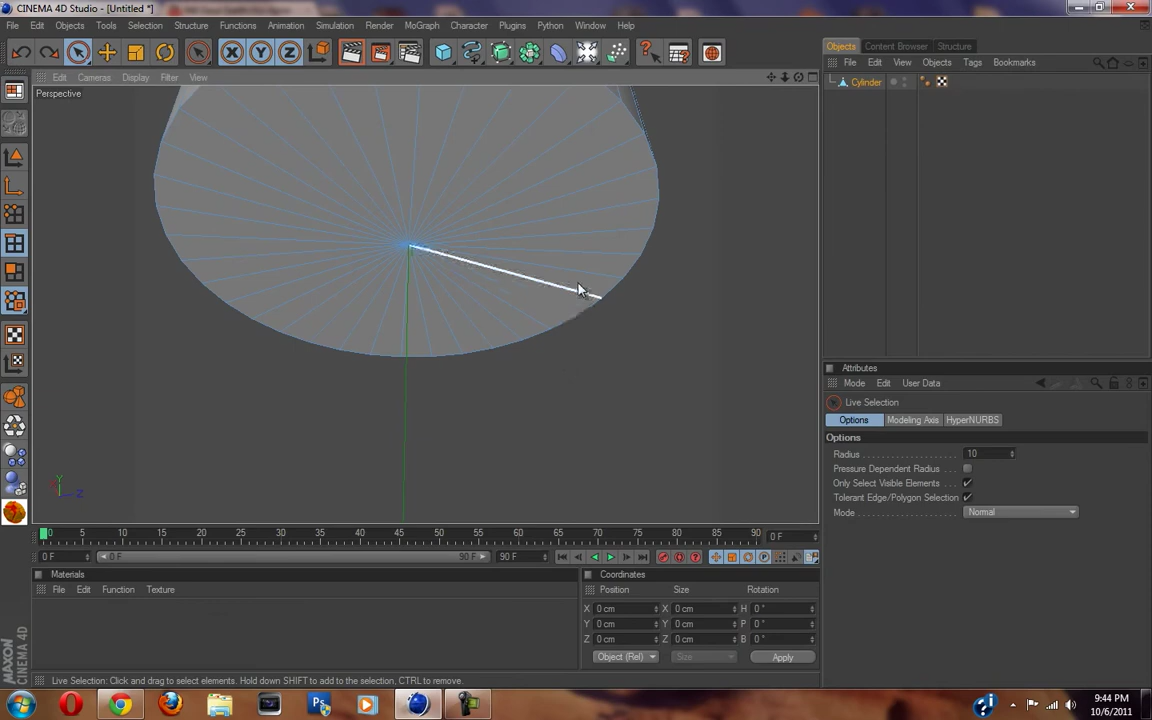 CINEMA 4D Studio - [Untitled *]
File Edit Objects Tools Selection Structure Functions Animation Simulation Render MoGraph Character Plugins Python Window Help
X Y Z
Objects Content Browser Structure
File Edit View Objects Tags Bookmarks
Edit Cameras Display Filter View
Cylinder
Perspective
Attributes
Mode Edit User Data
Live Selection
Options Modeling Axis HyperNURBS
Options
Radius 10
Pressure Dependent Radius
Only Select Visible Elements
Tolerant Edge/Polygon Selection
Mode Normal
Y
Z
0 5 10 15 20 25 30 35 40 45 50 55 60 65 70 75 80 85 90 0 F
0 F 0 F 90 F 90 F
Materials
File Edit Function Texture
Coordinates
Position Size Rotation
X 0 cm X 0 cm H 0 °
Y 0 cm Y 0 cm P 0 °
Z 0 cm Z 0 cm B 0 °
Object (Rel) Size Apply
MAXON
CINEMA 4D
Live Selection: Click and drag to select elements. Hold down SHIFT to add to the selection, CTRL to remove.
Ps
9:44 PM
10/6/2011